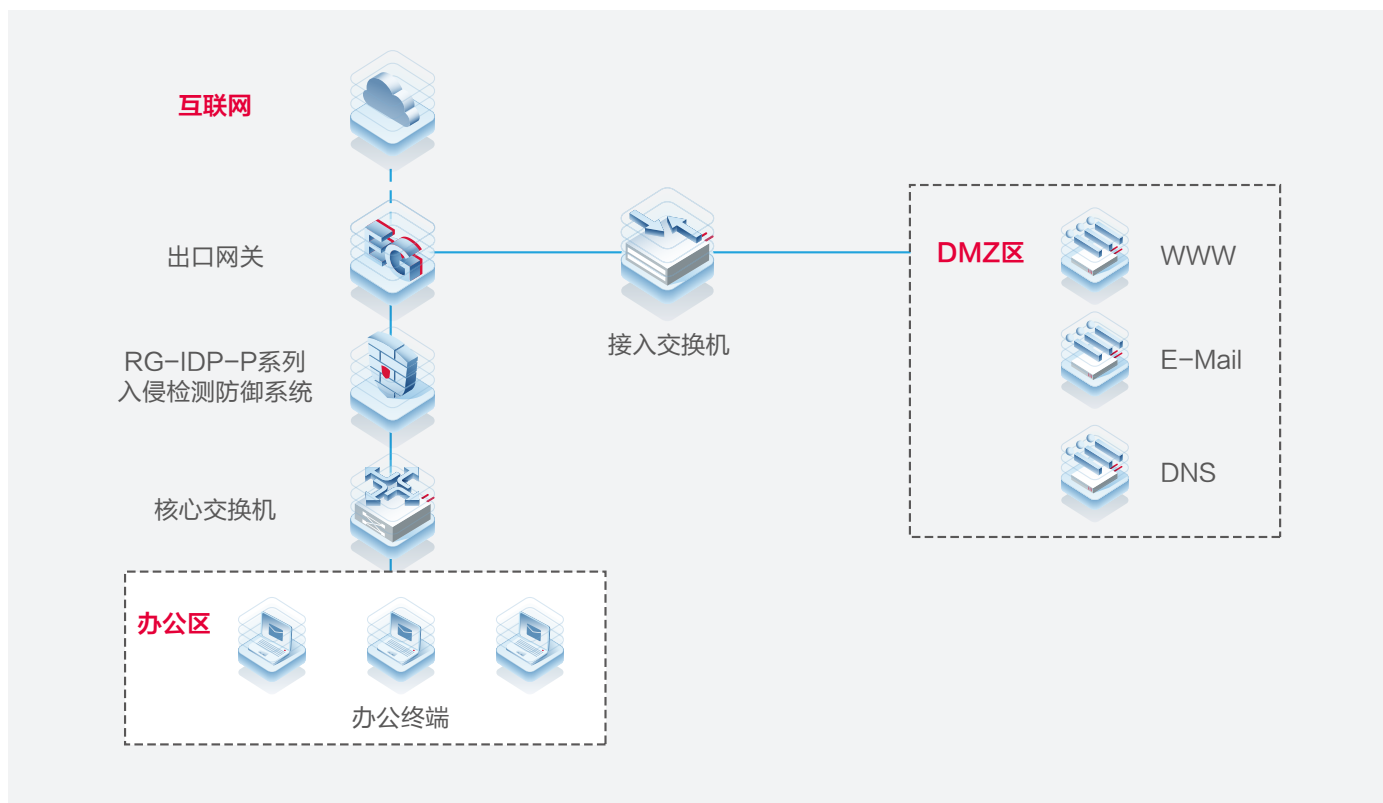 互联网
出口网关
EG
DMZ区
WWW
接入交换机
E-Mail
RG-IDP-P系列
入侵检测防御系统
DNS
核心交换机
办公区
办公终端